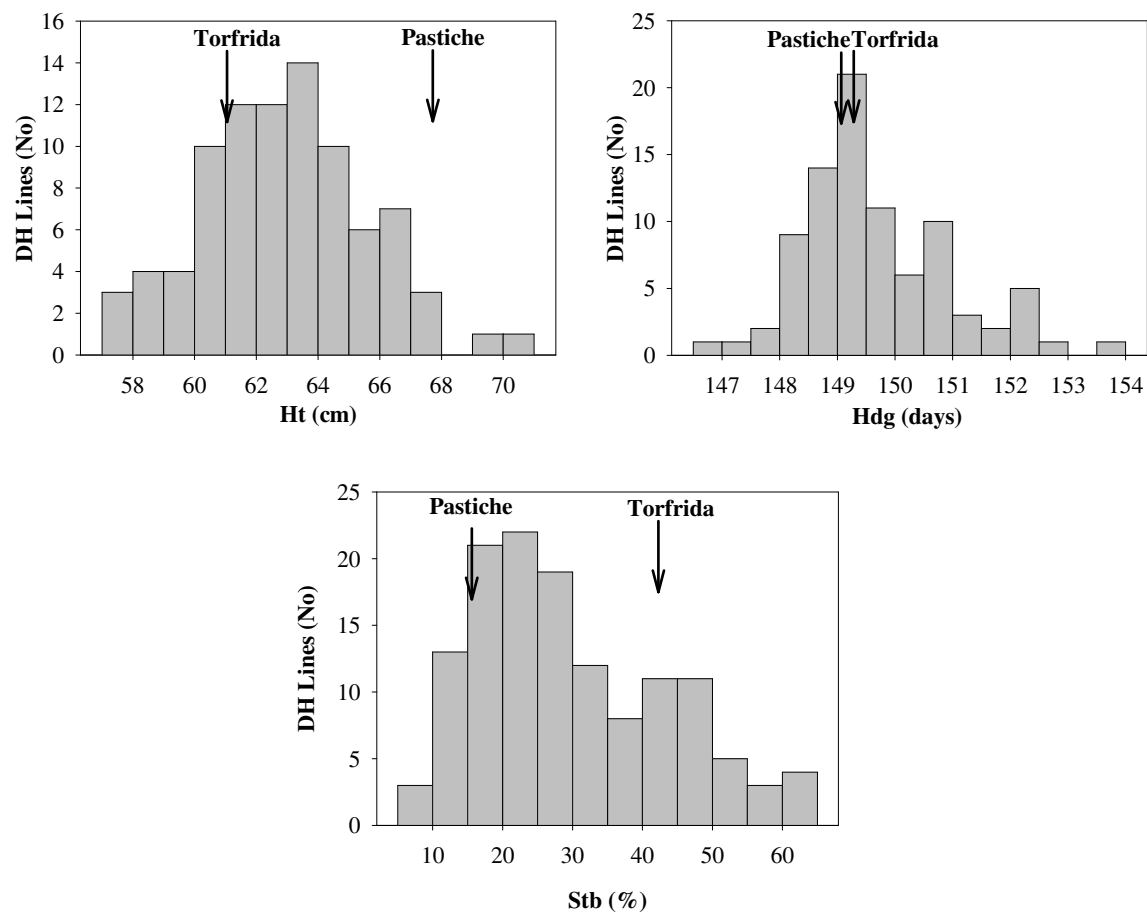 16
14
12
10
8
6
4
2
0
DH Lines (No)
Torfrida
Pastiche
58 60 62 64 66 68 70
Ht (cm)
25
20
15
10
5
0
DH Lines (No)
Pastiche Torfrida
147 148 149 150 151 152 153 154
Hdg (days)
25
20
15
10
5
0
DH Lines (No)
Pastiche
Torfrida
10 20 30 40 50 60
Stb (%)